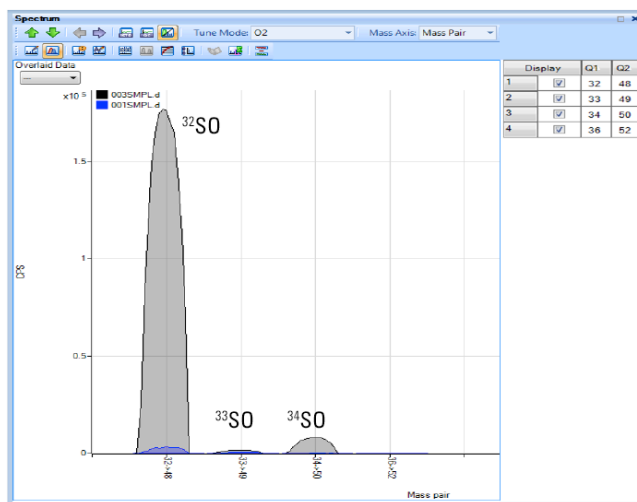 Spectrum
Tune Mode: O2 Mass Axis: Mass Pair
Overlaid Data
---
×10 5
003SMPL.d
001SMPL.d
³²SO
1.5
1
0.5
0
CPS
³³SO
³⁴SO
32->48
33->49
34->50
36->52
Mass pair
Display Q1 Q2
1 32 48
2 33 49
3 34 50
4 36 52